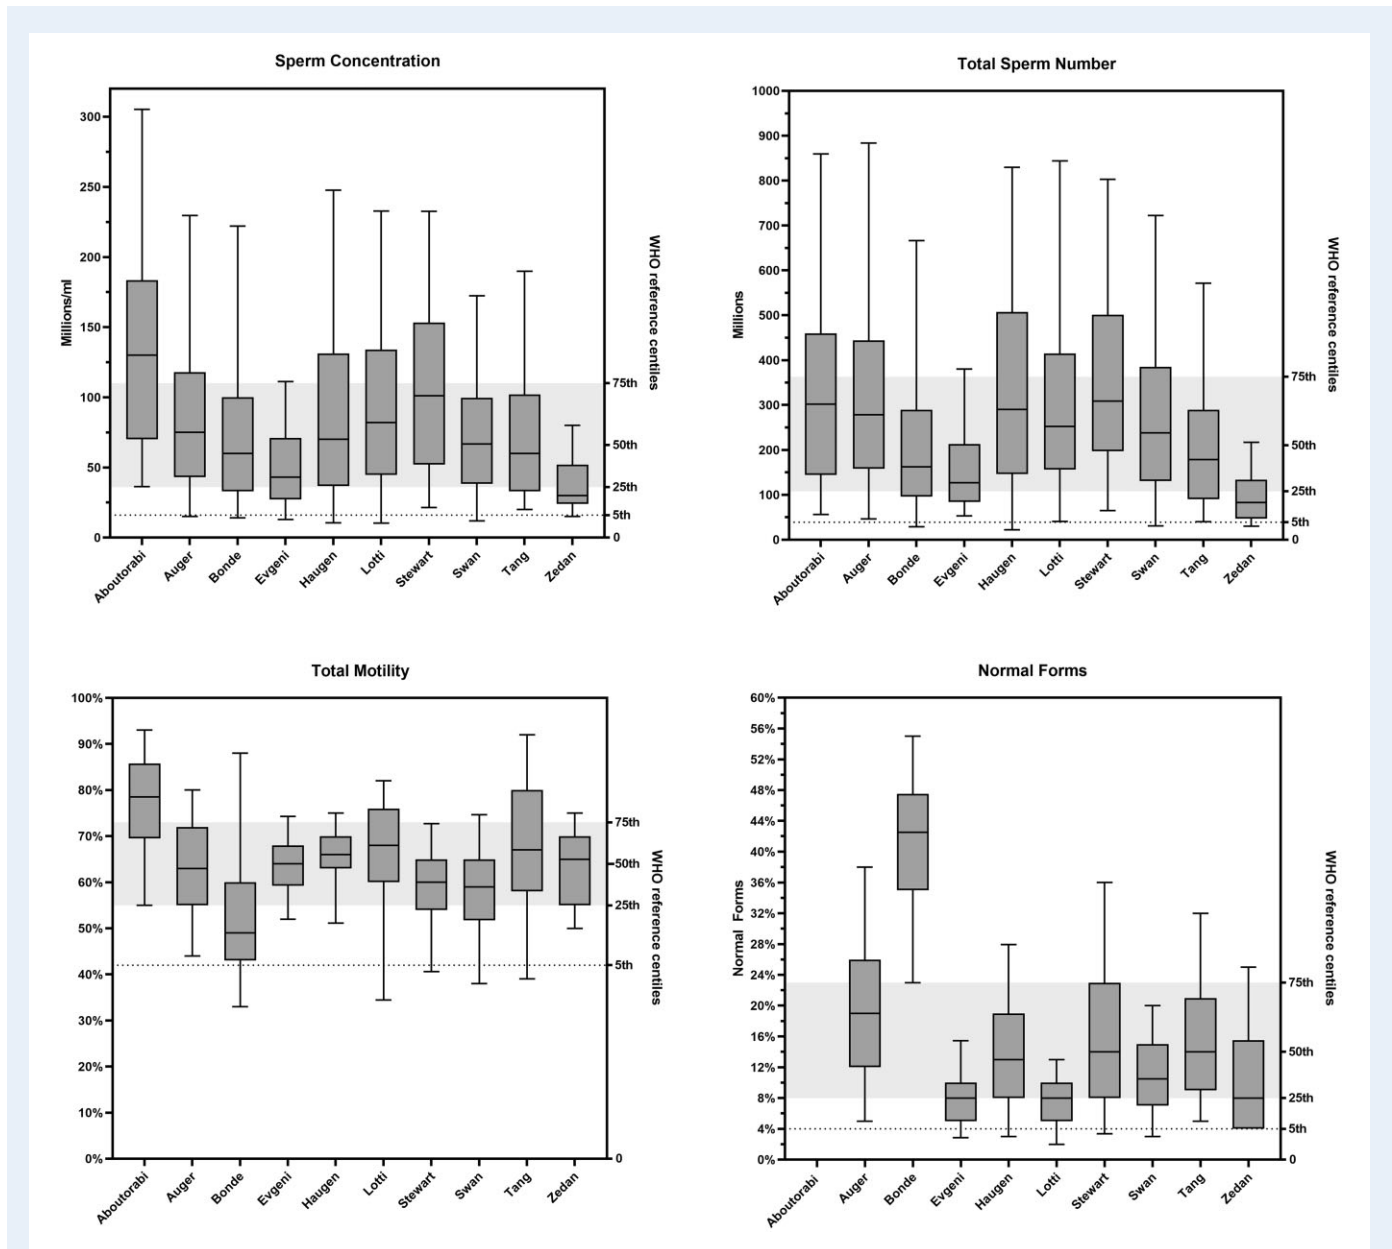 Sperm Concentration
Millions/ml
300
250
200
150
100
50
0
WHO reference centiles
75th
50th
25th
5th
0
Aboutorabi
Auger
Bonde
Evgeni
Haugen
Lotti
Stewart
Swan
Tang
Zedan
Total Sperm Number
Millions
1000
900
800
700
600
500
400
300
200
100
0
WHO reference centiles
75th
50th
25th
5th
0
Aboutorabi
Auger
Bonde
Evgeni
Haugen
Lotti
Stewart
Swan
Tang
Zedan
Total Motility
100%
90%
80%
70%
60%
50%
40%
30%
20%
10%
0%
WHO reference centiles
75th
50th
25th
5th
0
Aboutorabi
Auger
Bonde
Evgeni
Haugen
Lotti
Stewart
Swan
Tang
Zedan
Normal Forms
Normal Forms
60%
56%
52%
48%
44%
40%
36%
32%
28%
24%
20%
16%
12%
8%
4%
0%
WHO reference centiles
75th
50th
25th
5th
0
Aboutorabi
Auger
Bonde
Evgeni
Haugen
Lotti
Stewart
Swan
Tang
Zedan